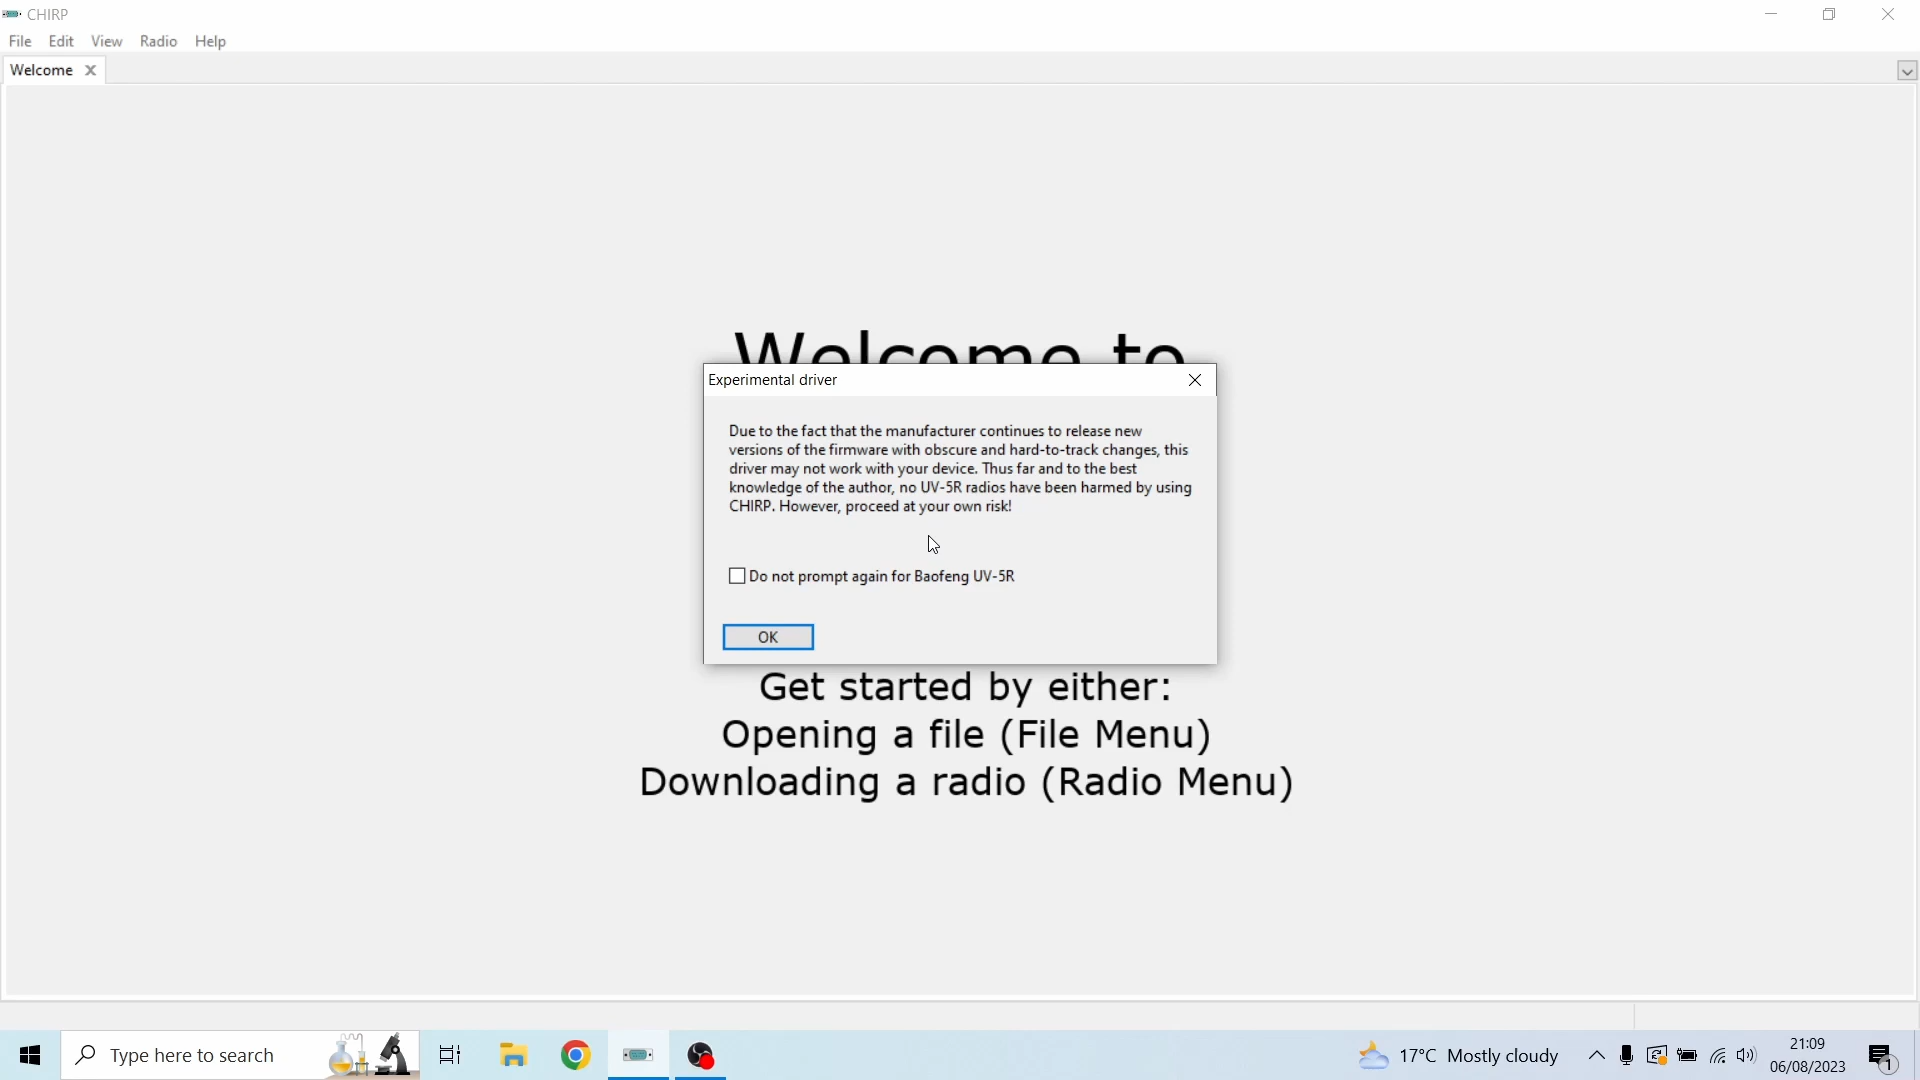 CHIRP
File Edit View Radio Help
Welcome
Welcome to
Experimental driver
Due to the fact that the manufacturer continues to release new
versions of the firmware with obscure and hard-to-track changes, this
driver may not work with your device. Thus far and to the best
knowledge of the author, no UV-5R radios have been harmed by using
CHIRP. However, proceed at your own risk!
Do not prompt again for Baofeng UV-5R
OK
Get started by either:
Opening a file (File Menu)
Downloading a radio (Radio Menu)
Type here to search
17°C Mostly cloudy
21:09
06/08/2023
1